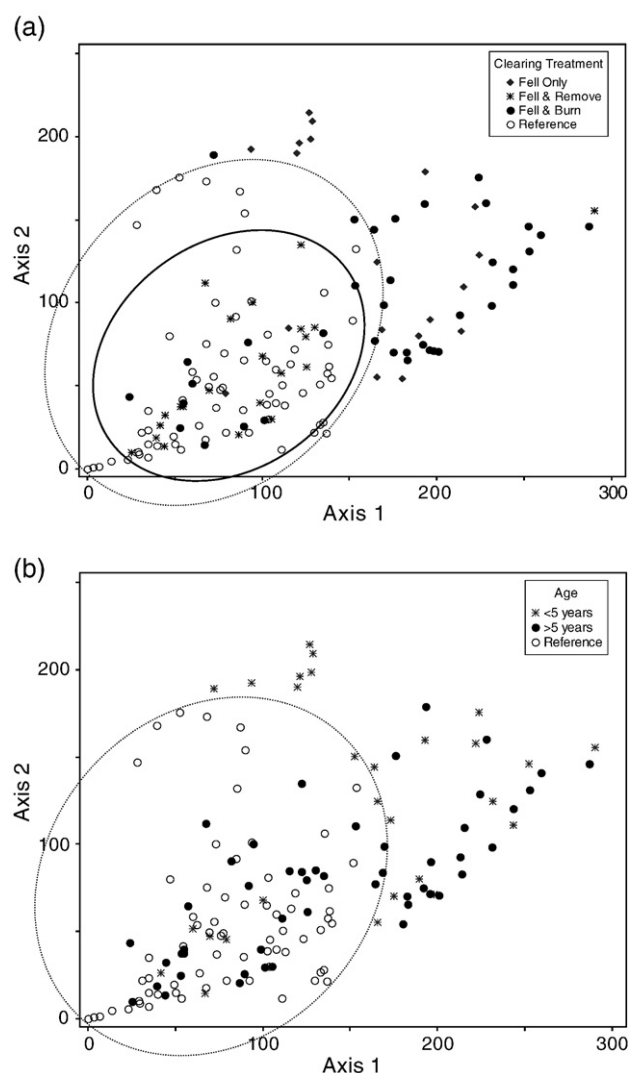 (a)
200
100
0
Axis 2
Clearing Treatment
Fell Only
Fell & Remove
Fell & Burn
Reference
0
100
200
300
Axis 1
(b)
200
100
0
Axis 2
Age
<5 years
>5 years
Reference
0
100
200
300
Axis 1